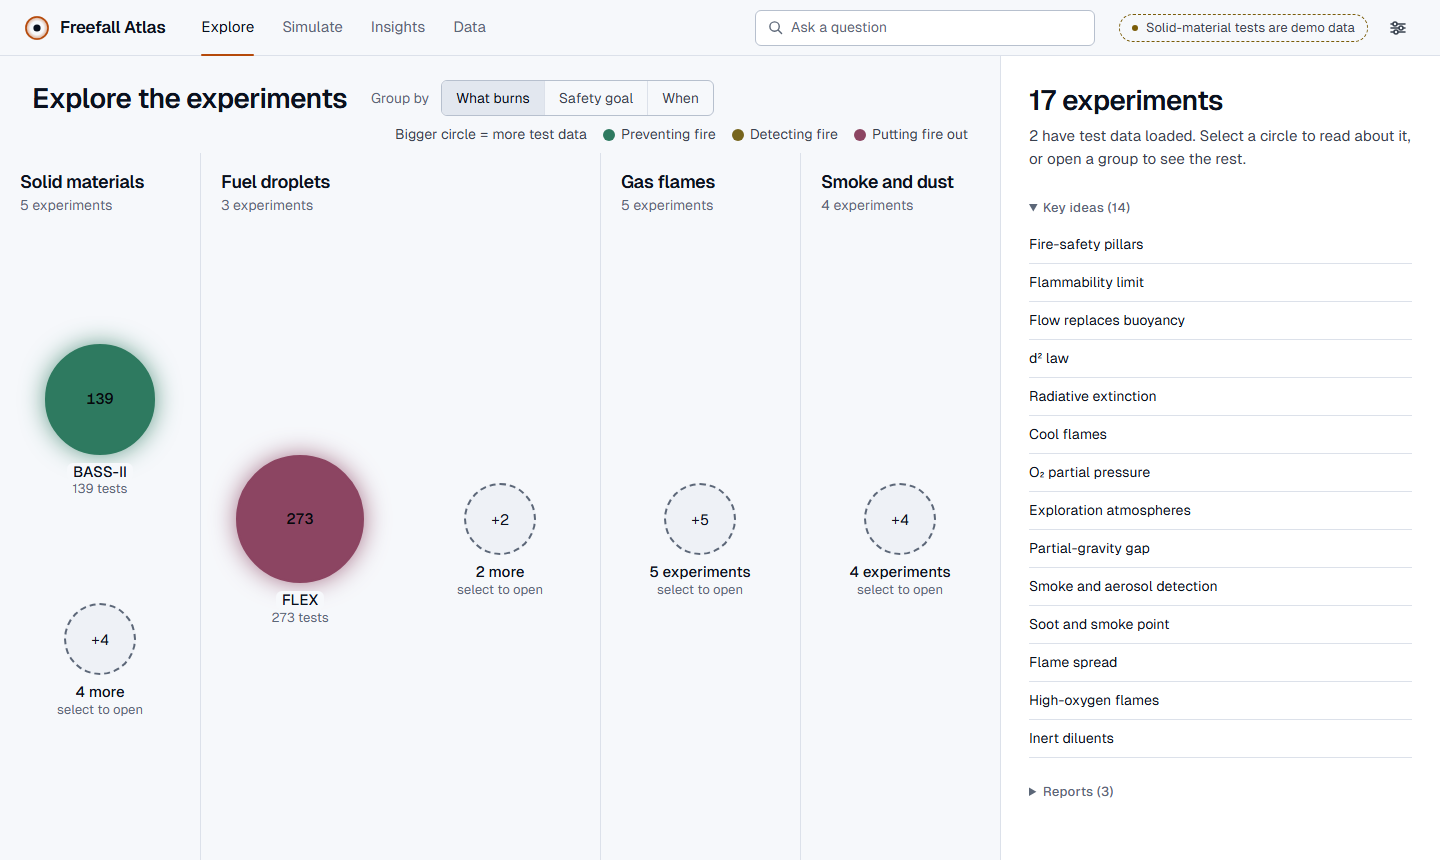 Freefall Atlas
Explore
Simulate
Insights
Data
Ask a question
Solid-material tests are demo data
Explore the experiments
Group by
What burns
Safety goal
When
Bigger circle = more test data
Preventing fire
Detecting fire
Putting fire out
Solid materials
5 experiments
139
BASS-II
139 tests
+4
4 more
select to open
Fuel droplets
3 experiments
273
FLEX
273 tests
+2
2 more
select to open
Gas flames
5 experiments
+5
5 experiments
select to open
Smoke and dust
4 experiments
+4
4 experiments
select to open
17 experiments
2 have test data loaded. Select a circle to read about it,
or open a group to see the rest.
Key ideas (14)
Fire-safety pillars
Flammability limit
Flow replaces buoyancy
d² law
Radiative extinction
Cool flames
O₂ partial pressure
Exploration atmospheres
Partial-gravity gap
Smoke and aerosol detection
Soot and smoke point
Flame spread
High-oxygen flames
Inert diluents
Reports (3)